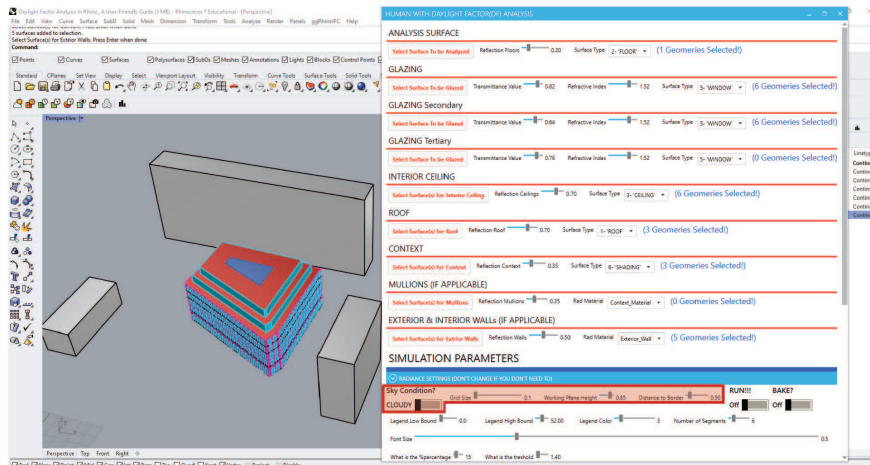 Daylight Factor Analysis in Rhino_ A User-Friendly Guide (3 MB) - Rhinoceros 7 Educational - [Perspective]
File Edit View Curve Surface SubD Solid Mesh Dimension Transform Tools Analyze Render Panels ggRhinoIFC Help
5 surfaces added to selection.
Select Surface(s) for Exterior Walls. Press Enter when done
Command:
Points Curves Surfaces Polysurfaces SubDs Meshes Annotations Lights Blocks Control Points
Standard CPlanes Set View Display Select Viewport Layout Visibility Transform Curve Tools Surface Tools Solid Tools
Perspective
Perspective Top Front Right
HUMAN WITH DAYLIGHT FACTOR(DF) ANALYSIS
ANALYSIS SURFACE
Select Surface to be Analyzed Reflection Floors 0.20 Surface Type 2- 'FLOOR' (1 Geomeries Selected!)
GLAZING
Select Surface To be Glazed Transmittance Value 0.82 Refractive Index 1.52 Surface Type 5- 'WINDOW' (6 Geomeries Selected!)
GLAZING Secondary
Select Surface To be Glazed Transmittance Value 0.64 Refractive Index 1.52 Surface Type 5- 'WINDOW' (6 Geomeries Selected!)
GLAZING Tertiary
Select Surface To be Glazed Transmittance Value 0.76 Refractive Index 1.52 Surface Type 5- 'WINDOW' (0 Geomeries Selected!)
INTERIOR CEILING
Select Surface(s) for Interior Ceiling Reflection Ceilings 0.70 Surface Type 3- 'CEILING' (6 Geomeries Selected!)
ROOF
Select Surface(s) for Roof Reflection Roof 0.70 Surface Type 1- 'ROOF' (3 Geomeries Selected!)
CONTEXT
Select Surface(s) for Context Reflection Context 0.35 Surface Type 6- 'SHADING' (3 Geomeries Selected!)
MULLIONS (IF APPLICABLE)
Select Surface(s) for Mullions Reflection Mullions 0.35 Rad Material Context_Material (0 Geomeries Selected!)
EXTERIOR & INTERIOR WALLs (IF APPLICABLE)
Select Surface(s) for Extrior Walls Reflection Walls 0.50 Rad Material Exterior_Wall (5 Geomeries Selected!)
SIMULATION PARAMETERS
RADIANCE SETTINGS (DON'T CHANGE IF YOU DON'T NEED TO)
Sky Condition? Grid Size 0.1 Working Plane Height 0.85 Distance to Border 0.50 RUN!!! BAKE?
CLOUDY Off Off
Legend Low Bound 0.0 Legend High Bound 52.00 Legend Color 3 Number of Segments 6
Font Size 0.5
What is the %parcentage 15 What is the treshold 1.40
Linetyp
Contin
Contin
Contin
Contin
Contin
Contin